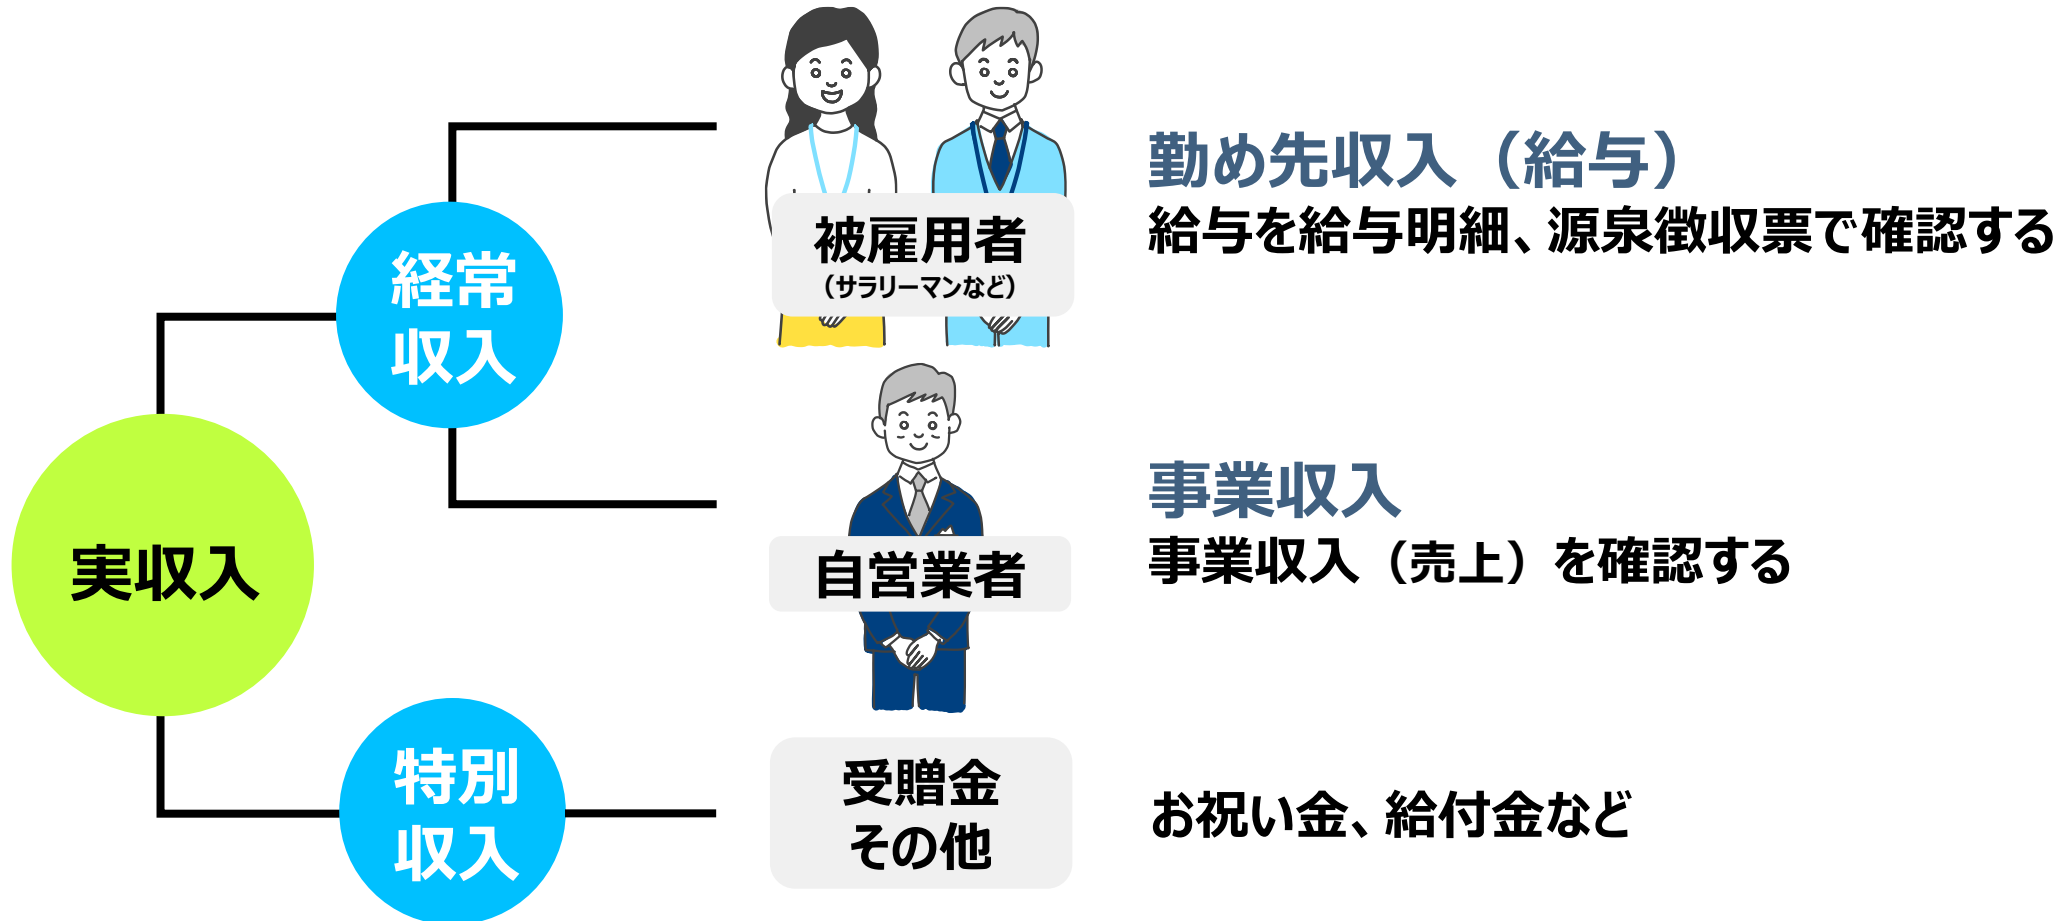 実収入
経常
収入
被雇用者
（サラリーマンなど）
勤め先収入（給与）
給与を給与明細、源泉徴収票で確認する
自営業者
事業収入
事業収入（売上）を確認する
特別
収入
受贈金
その他
お祝い金、給付金など